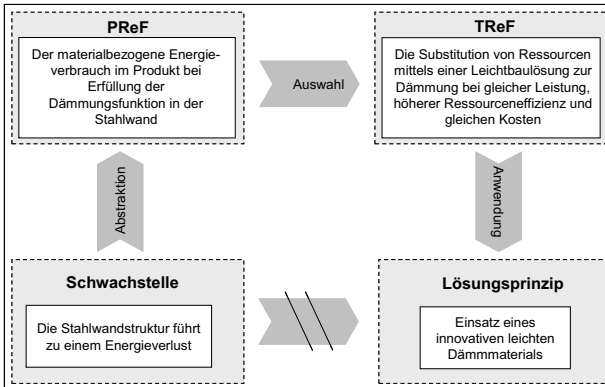 PReF
Der materialbezogene Energie-
verbrauch im Produkt bei
Erfüllung der
Dämmungsfunktion in der
Stahlwand
Auswahl
TReF
Die Substitution von Ressourcen
mittels einer Leichtbaulösung zur
Dämmung bei gleicher Leistung,
höherer Ressourceneffizienz und
gleichen Kosten
Abstraktion
Anwendung
Schwachstelle
Die Stahlwandstruktur führt
zu einem Energieverlust
Lösungsprinzip
Einsatz eines
innovativen leichten
Dämmmaterials